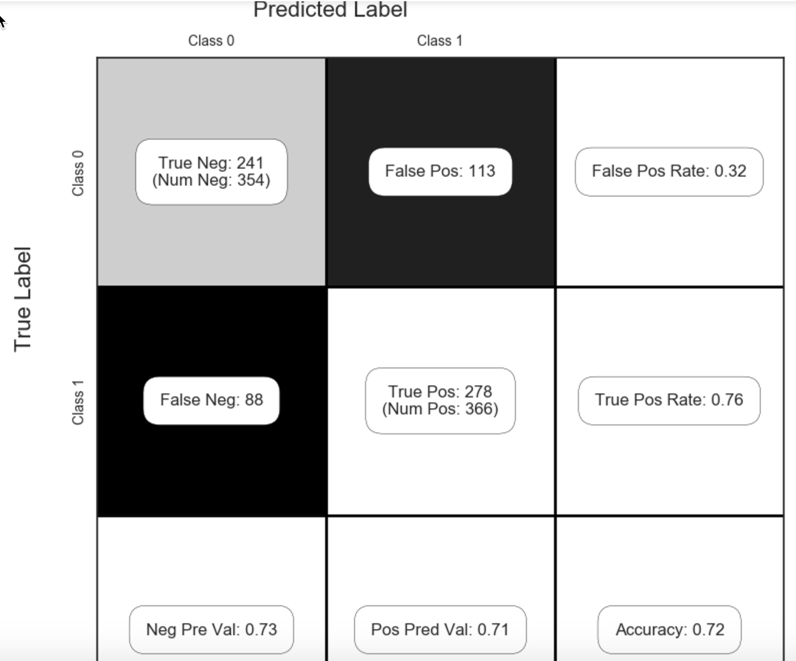 Predicted Label
Class 0
Class 1
True Label
Class 0
True Neg: 241
(Num Neg: 354)
False Pos: 113
False Pos Rate: 0.32
Class 1
False Neg: 88
True Pos: 278
(Num Pos: 366)
True Pos Rate: 0.76
Neg Pre Val: 0.73
Pos Pred Val: 0.71
Accuracy: 0.72